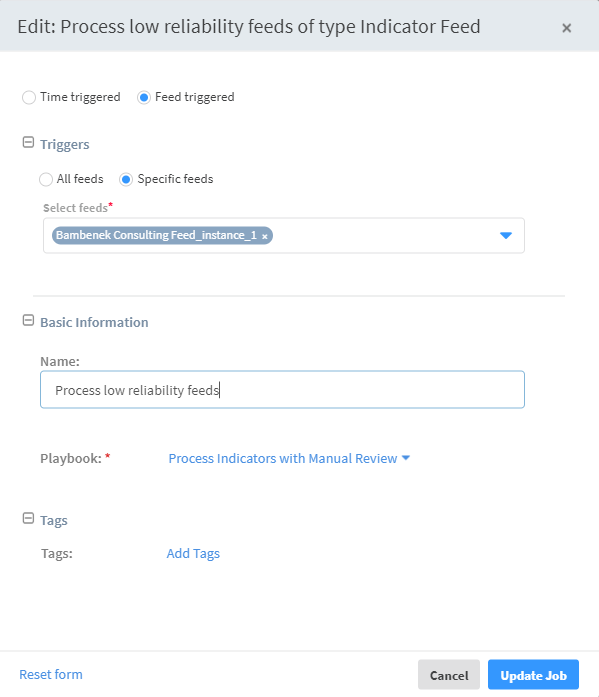 Edit: Process low reliability feeds of type Indicator Feed ×
Time triggered Feed triggered
Triggers
All feeds Specific feeds
Select feeds*
Bambenek Consulting Feed_instance_1 ×
Basic Information
Name:
Process low reliability feeds
Playbook: * Process Indicators with Manual Review
Tags
Tags: Add Tags
Reset form Cancel Update Job